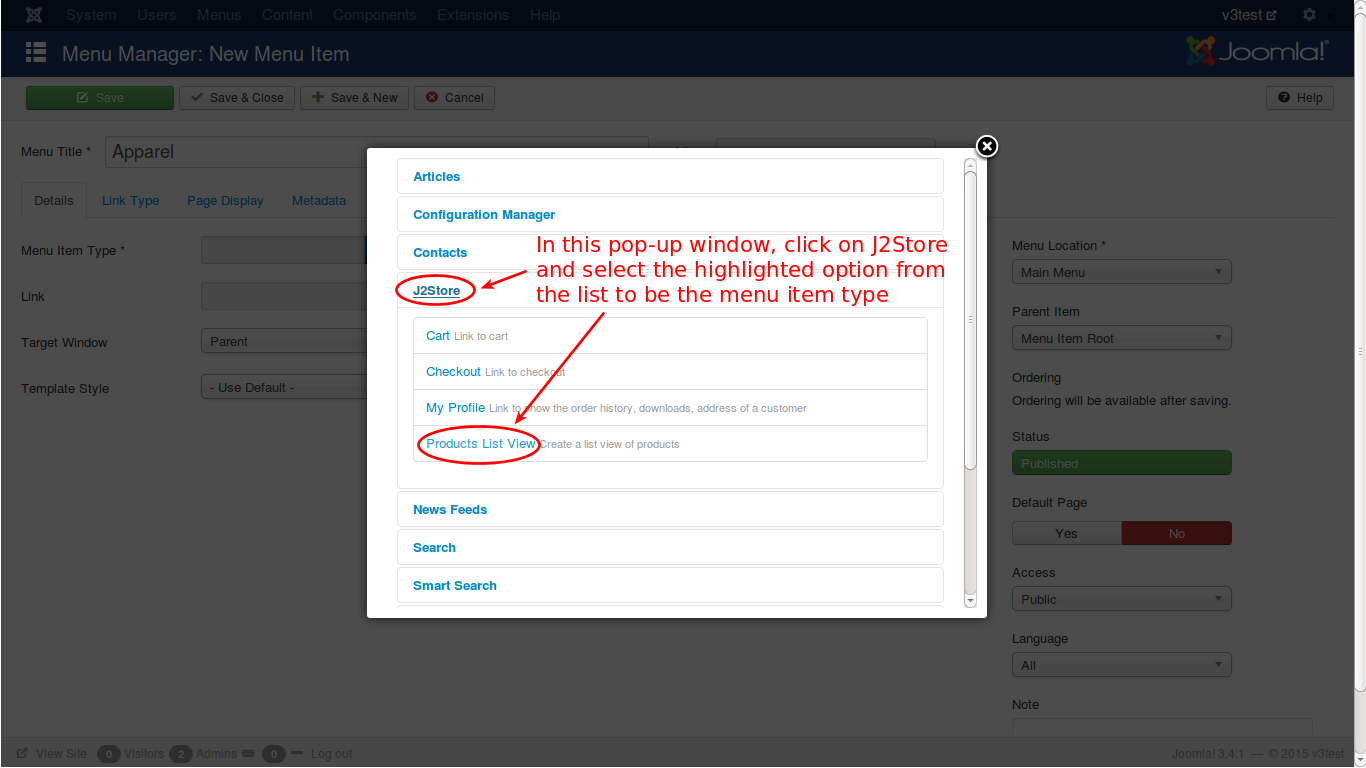 System Users Menus Content Components Extensions Help v3test
Menu Manager: New Menu Item Joomla!®
Save Save & Close Save & New Cancel Help
Menu Title * Apparel
Details Link Type Page Display Metadata
Menu Item Type *
Link
Target Window Parent
Template Style - Use Default -
Articles
Configuration Manager
Contacts
In this pop-up window, click on J2Store
and select the highlighted option from
the list to be the menu item type
J2Store
Cart Link to cart
Checkout Link to checkout
My Profile Link to show the order history, downloads, address of a customer
Products List View Create a list view of products
News Feeds
Search
Smart Search
Menu Location *
Main Menu
Parent Item
Menu Item Root
Ordering
Ordering will be available after saving.
Status
Published
Default Page
Yes No
Access
Public
Language
All
Note
View Site 0 Visitors 2 Admins 0 Log out
Joomla! 3.4.1 — © 2015 v3test